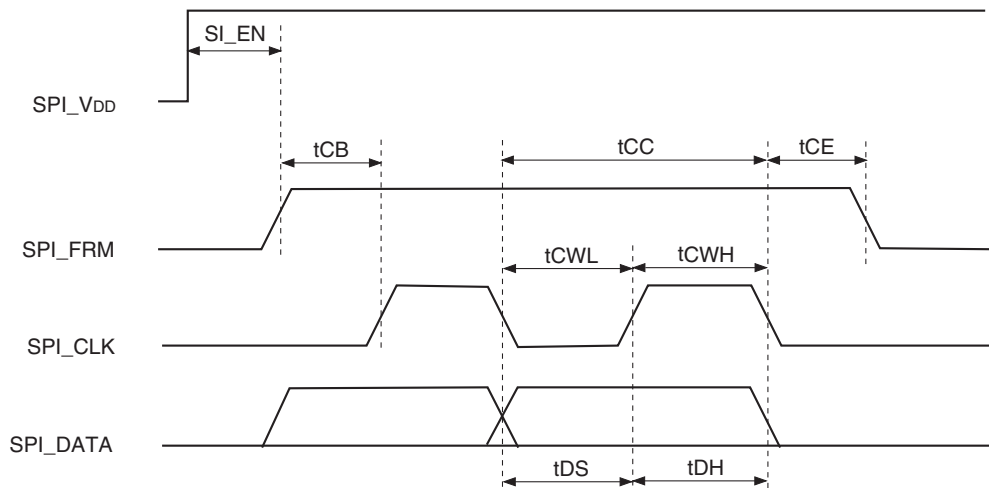 SI_EN
SPI_VDD
tCB
tCC
tCE
SPI_FRM
tCWL
tCWH
SPI_CLK
SPI_DATA
tDS
tDH